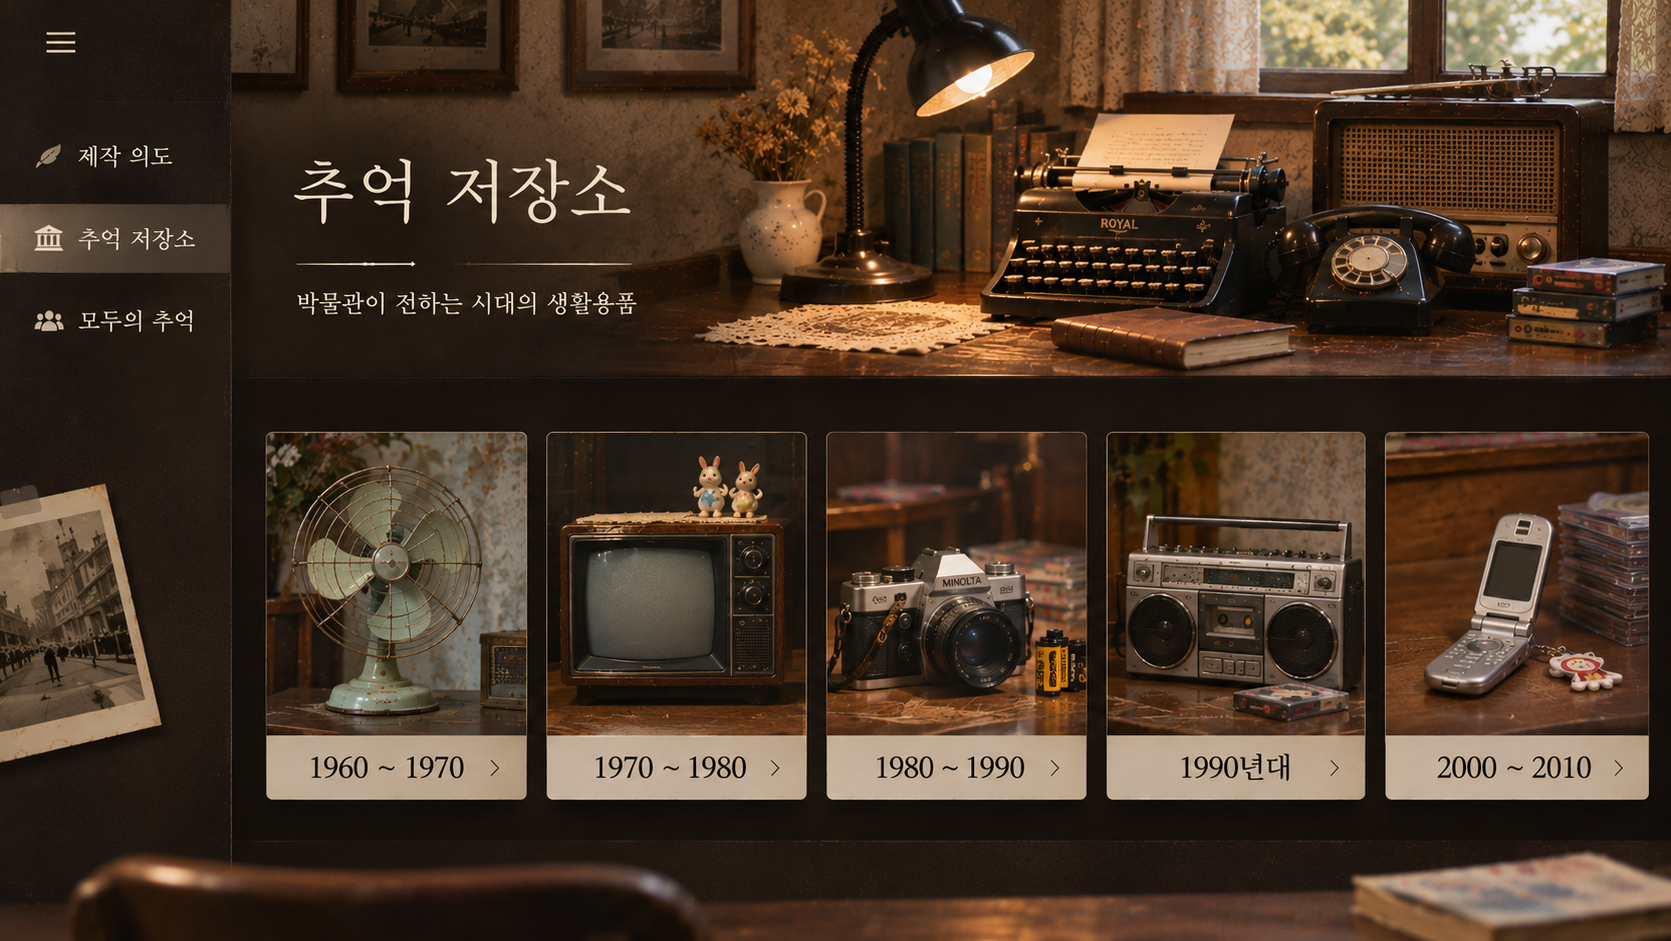 제작 의도
추억 저장소
모두의 추억
추억 저장소
박물관이 전하는 시대의 생활용품
ROYAL
MINOLTA
1960 ~ 1970
1970 ~ 1980
1980 ~ 1990
1990년대
2000 ~ 2010